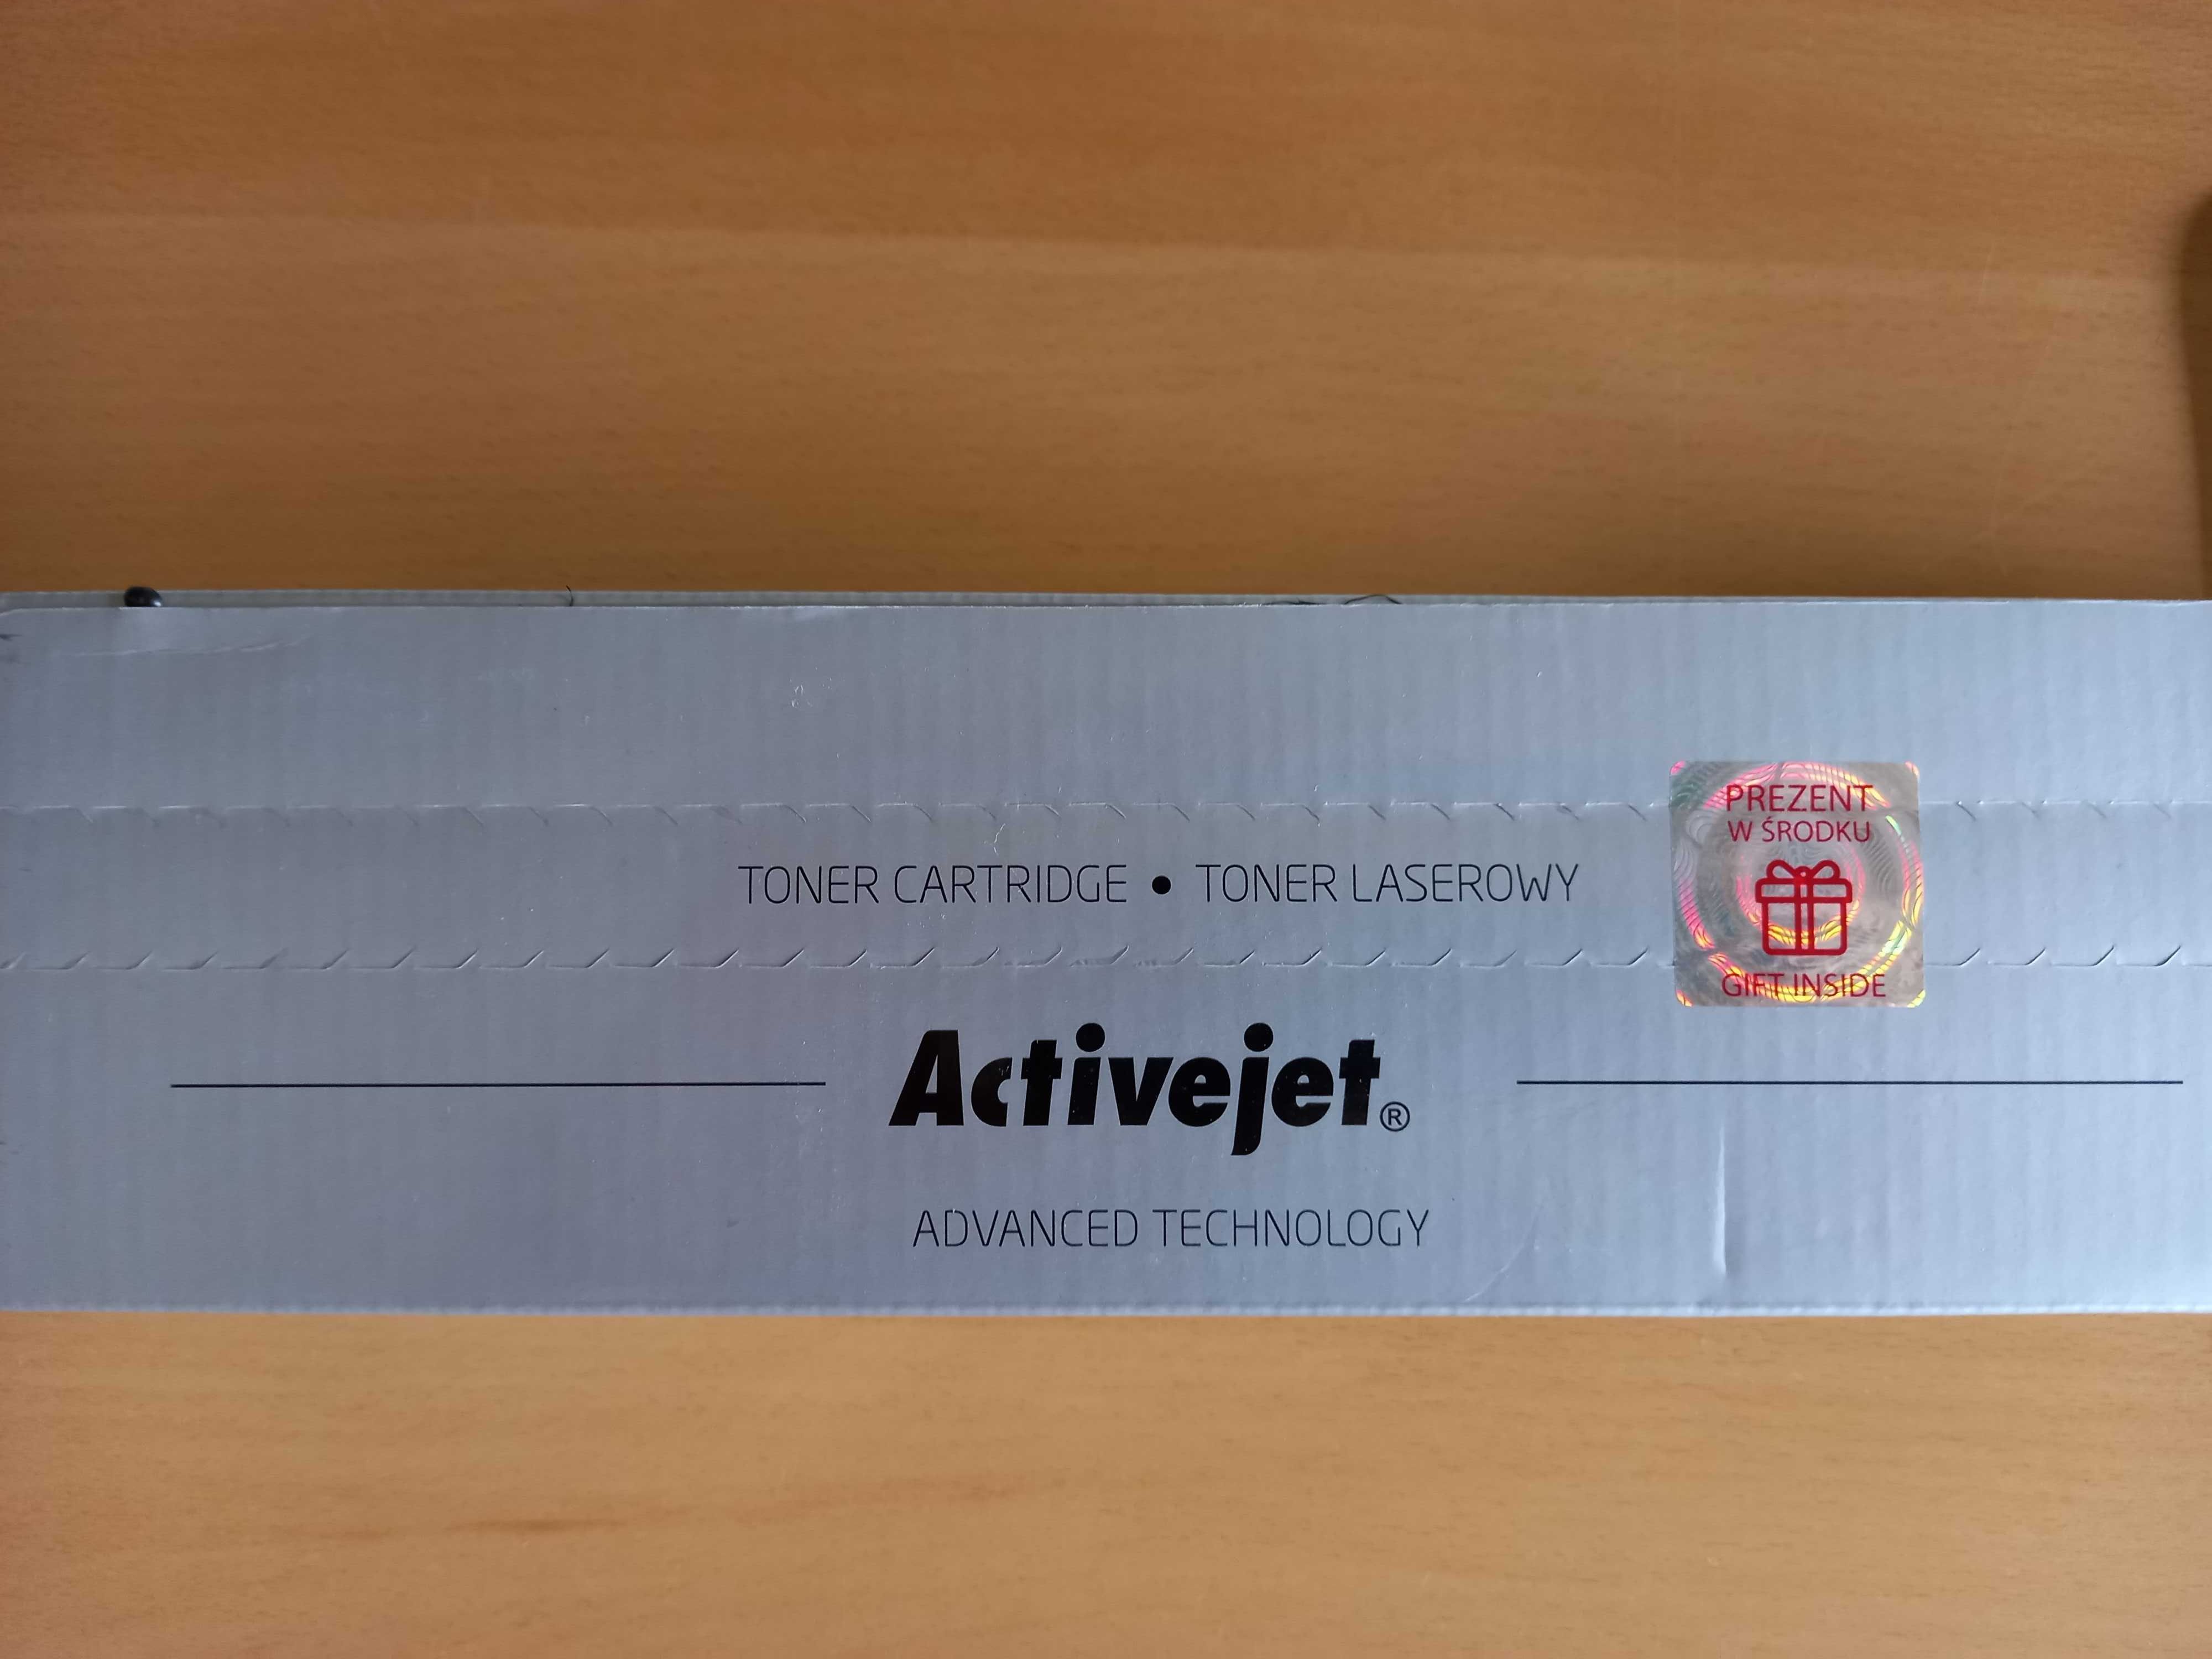 PREZENT
W ŚRODKU
GIFT INSIDE
TONER CARTRIDGE • TONER LASEROWY
Activejet®
ADVANCED TECHNOLOGY